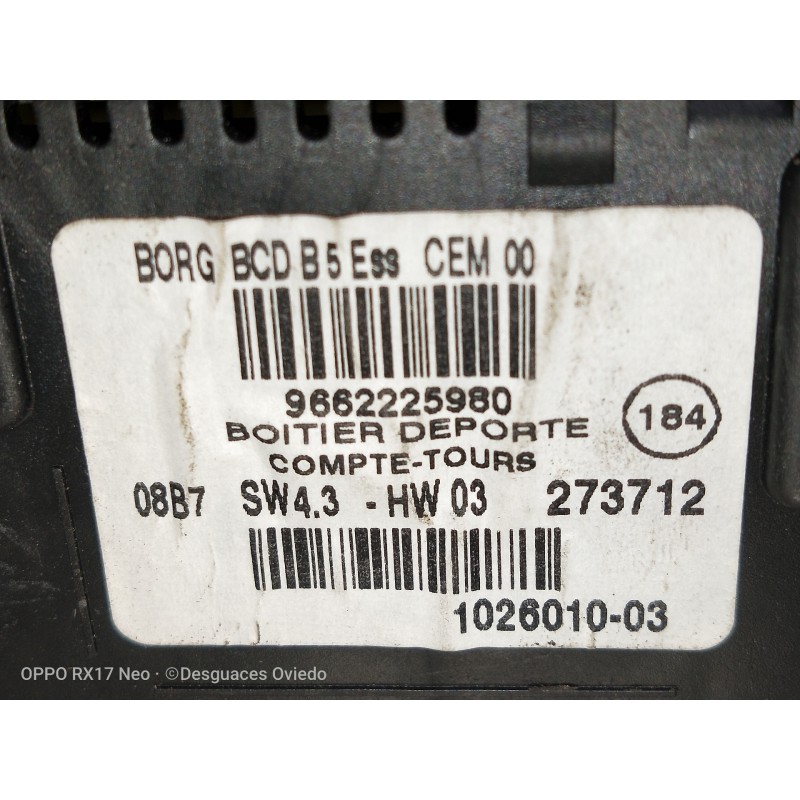 BORG BCD B5 Ess CEM 00
9662225980
BOITIER DEPORTE
COMPTE-TOURS
184
08B7 SW4.3 - HW 03 273712
1026010-03
OPPO RX17 Neo · ©Desguaces Oviedo